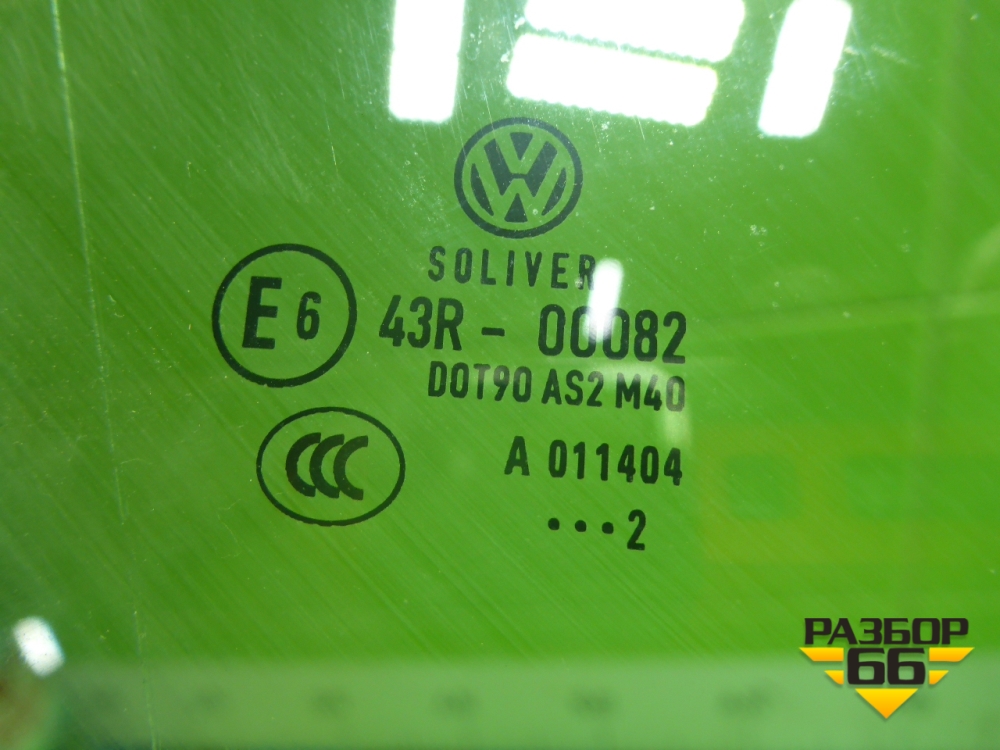 SOLIVER
E6 43R - 00082
DOT90 AS2 M40
CCC A 011404
...2
РАЗБОР
66